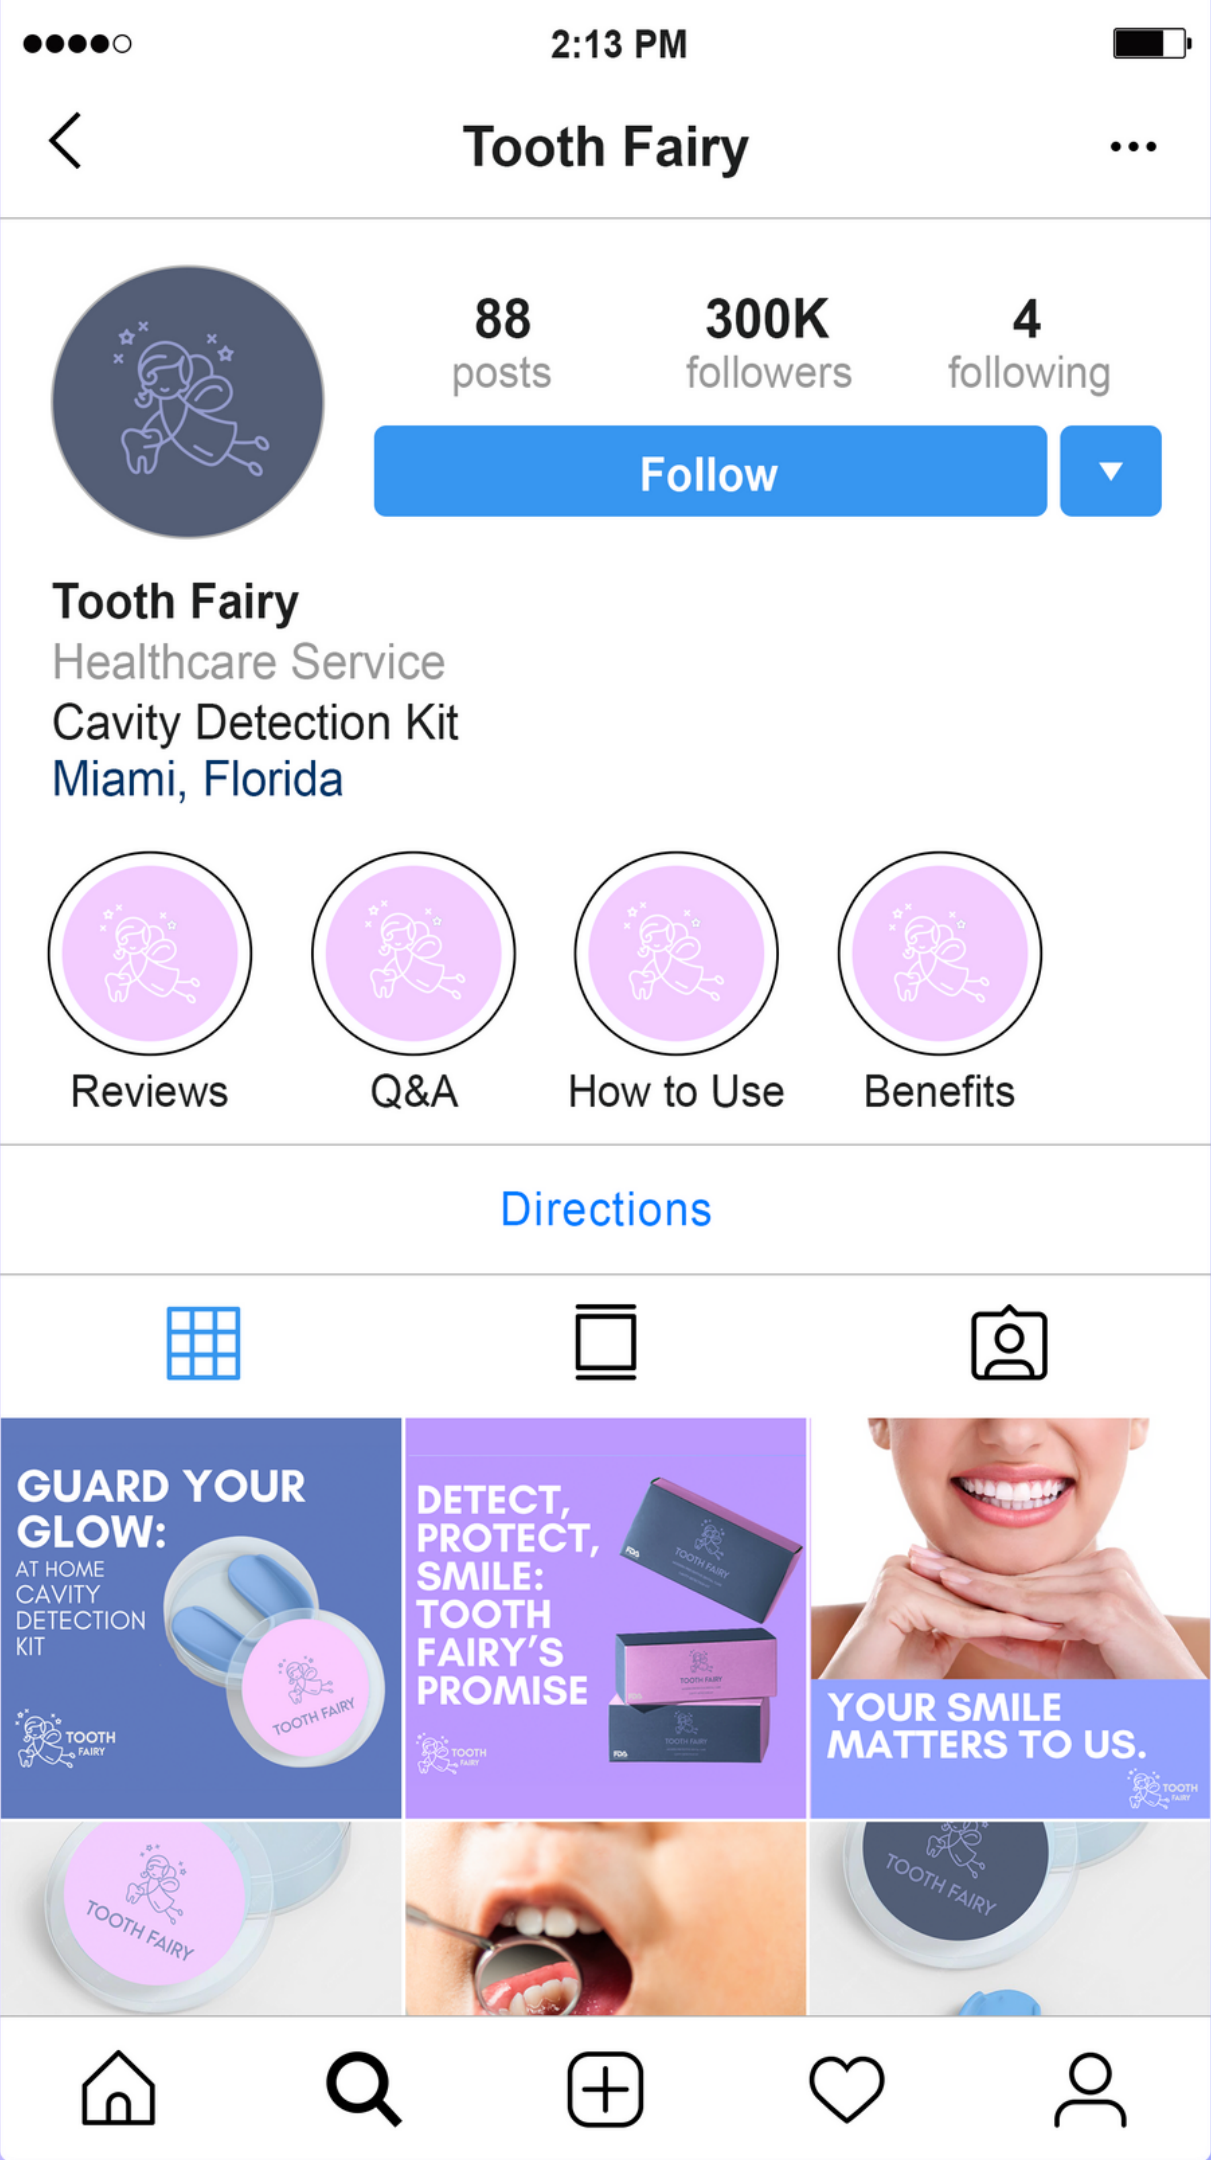 2:13 PM
Tooth Fairy
88
posts
300K
followers
4
following
Follow
Tooth Fairy
Healthcare Service
Cavity Detection Kit
Miami, Florida
Reviews
Q&A
How to Use
Benefits
Directions
GUARD YOUR
GLOW:
AT HOME
CAVITY
DETECTION
KIT
TOOTH FAIRY
TOOTH
FAIRY
DETECT,
PROTECT,
SMILE:
TOOTH
FAIRY'S
PROMISE
TOOTH
FAIRY
TOOTH FAIRY
TOOTH FAIRY
TOOTH FAIRY
YOUR SMILE
MATTERS TO US.
TOOTH
FAIRY
TOOTH FAIRY
TOOTH FAIRY